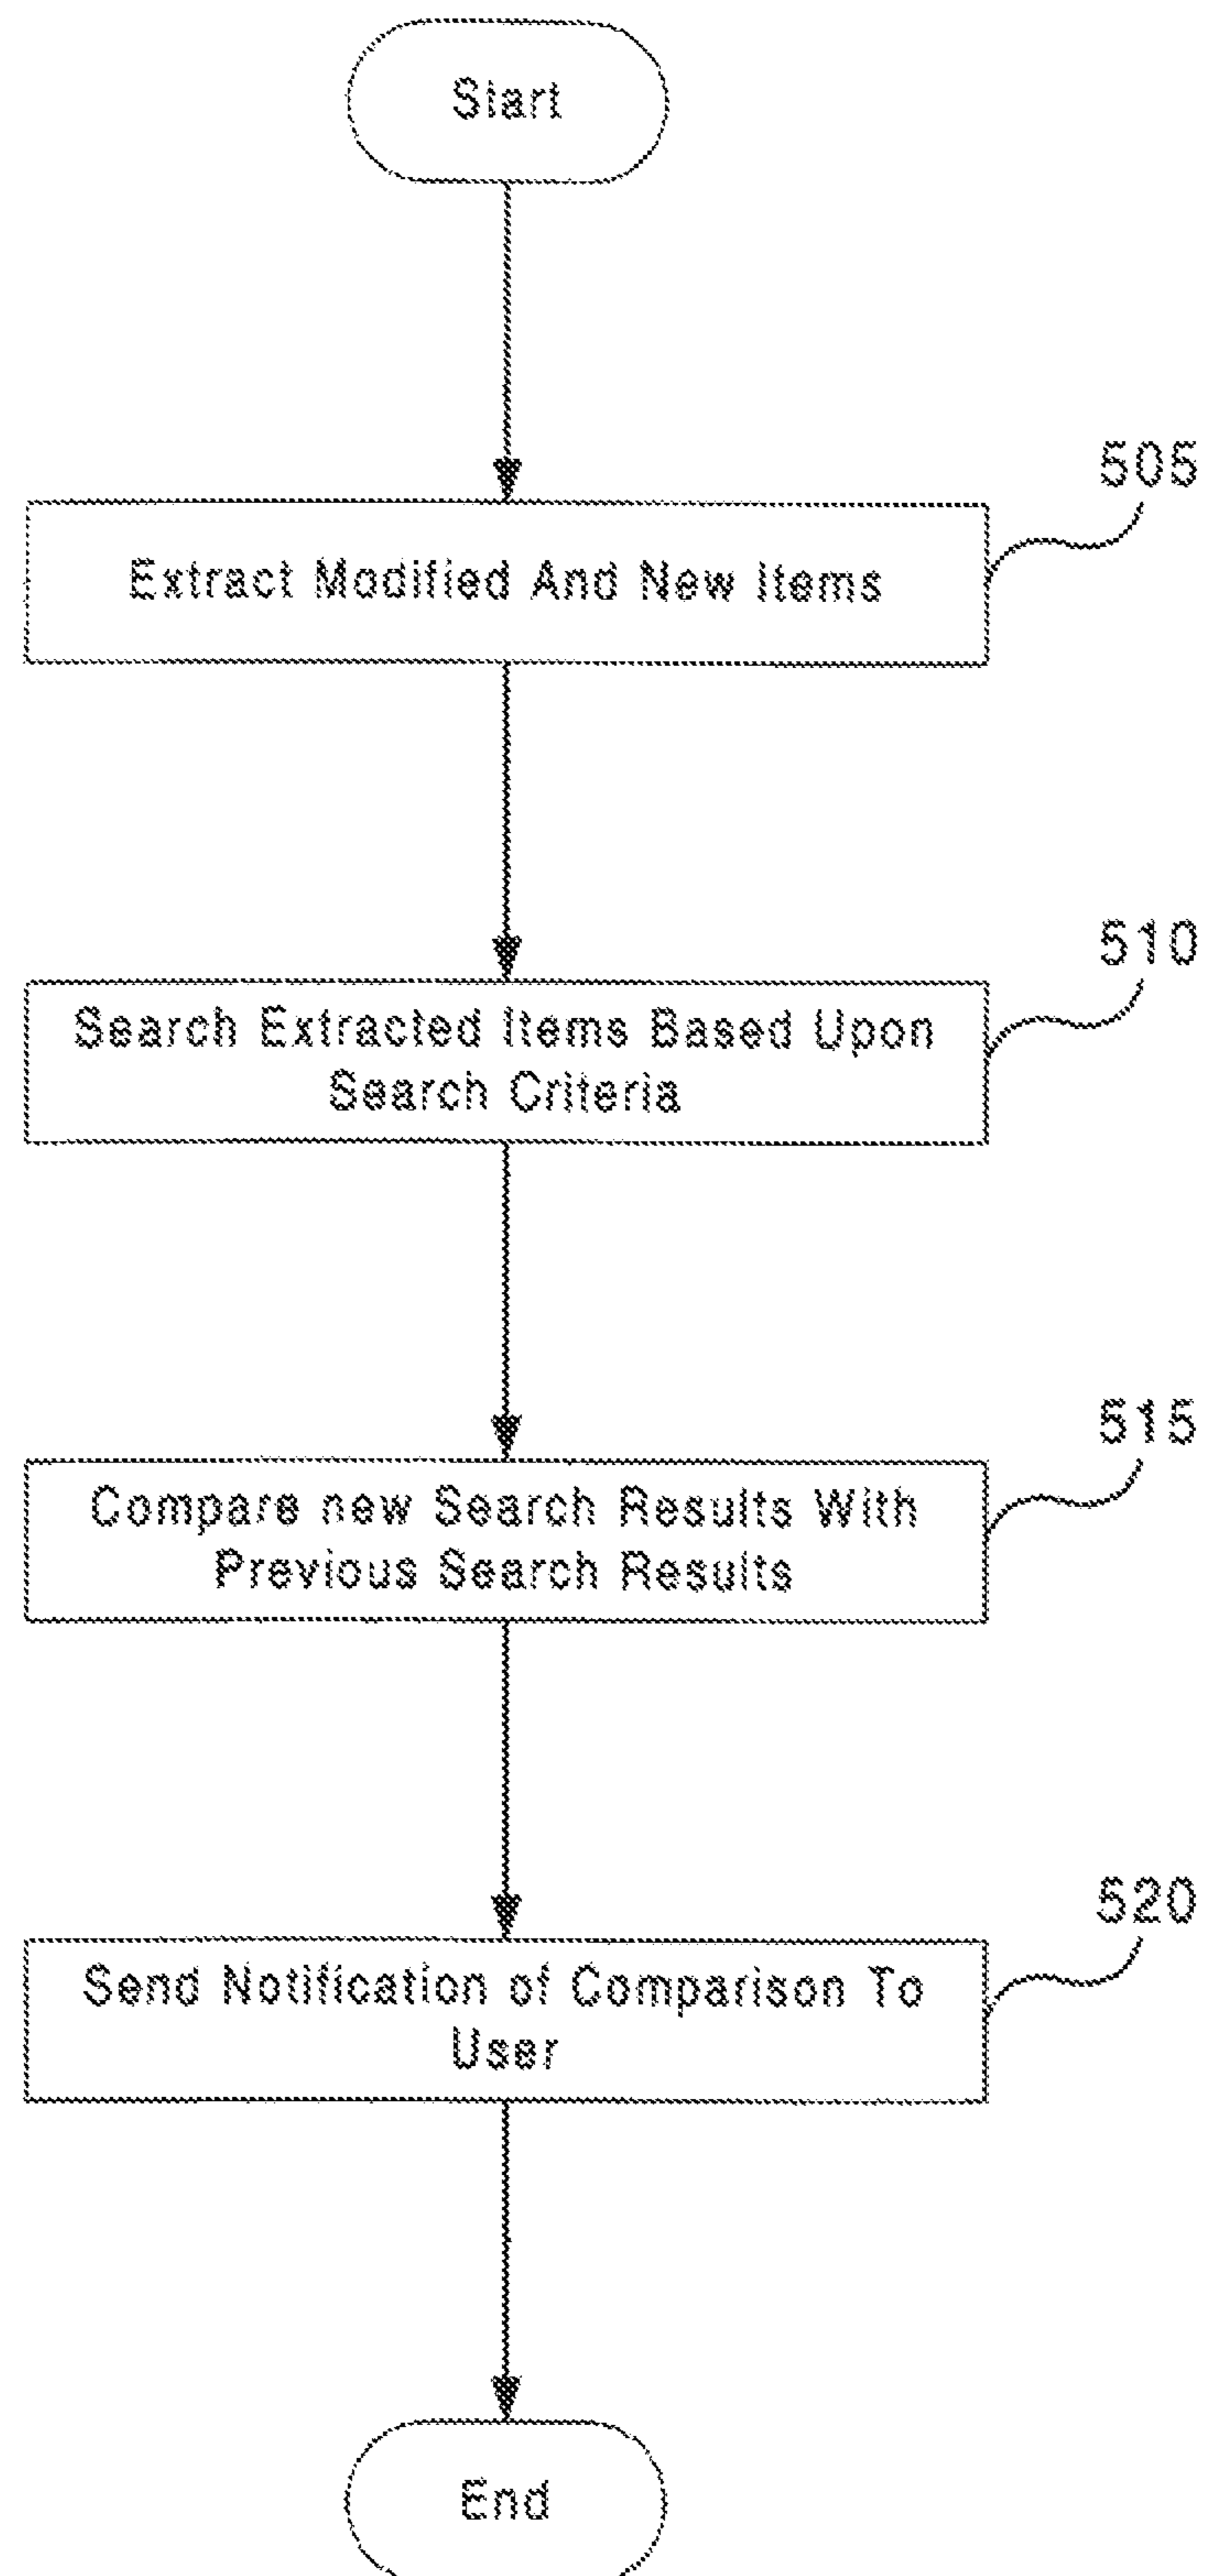 Start
505
Extract Modified And New Items
510
Search Extracted Items Based Upon
Search Criteria
515
Compare new Search Results With
Previous Search Results
520
Send Notification of Comparison To
User
End